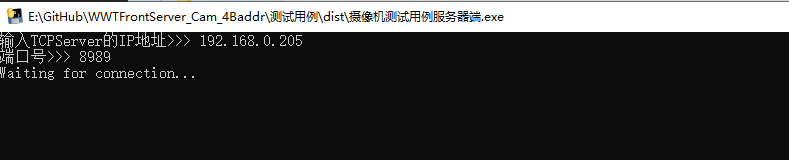 E:\GitHub\WWTFrontServer_Cam_4Baddr\测试用例\dist\摄像机测试用例服务器端.exe
输入TCPServer的IP地址>>> 192.168.0.205
端口号>>> 8989
Waiting for connection...